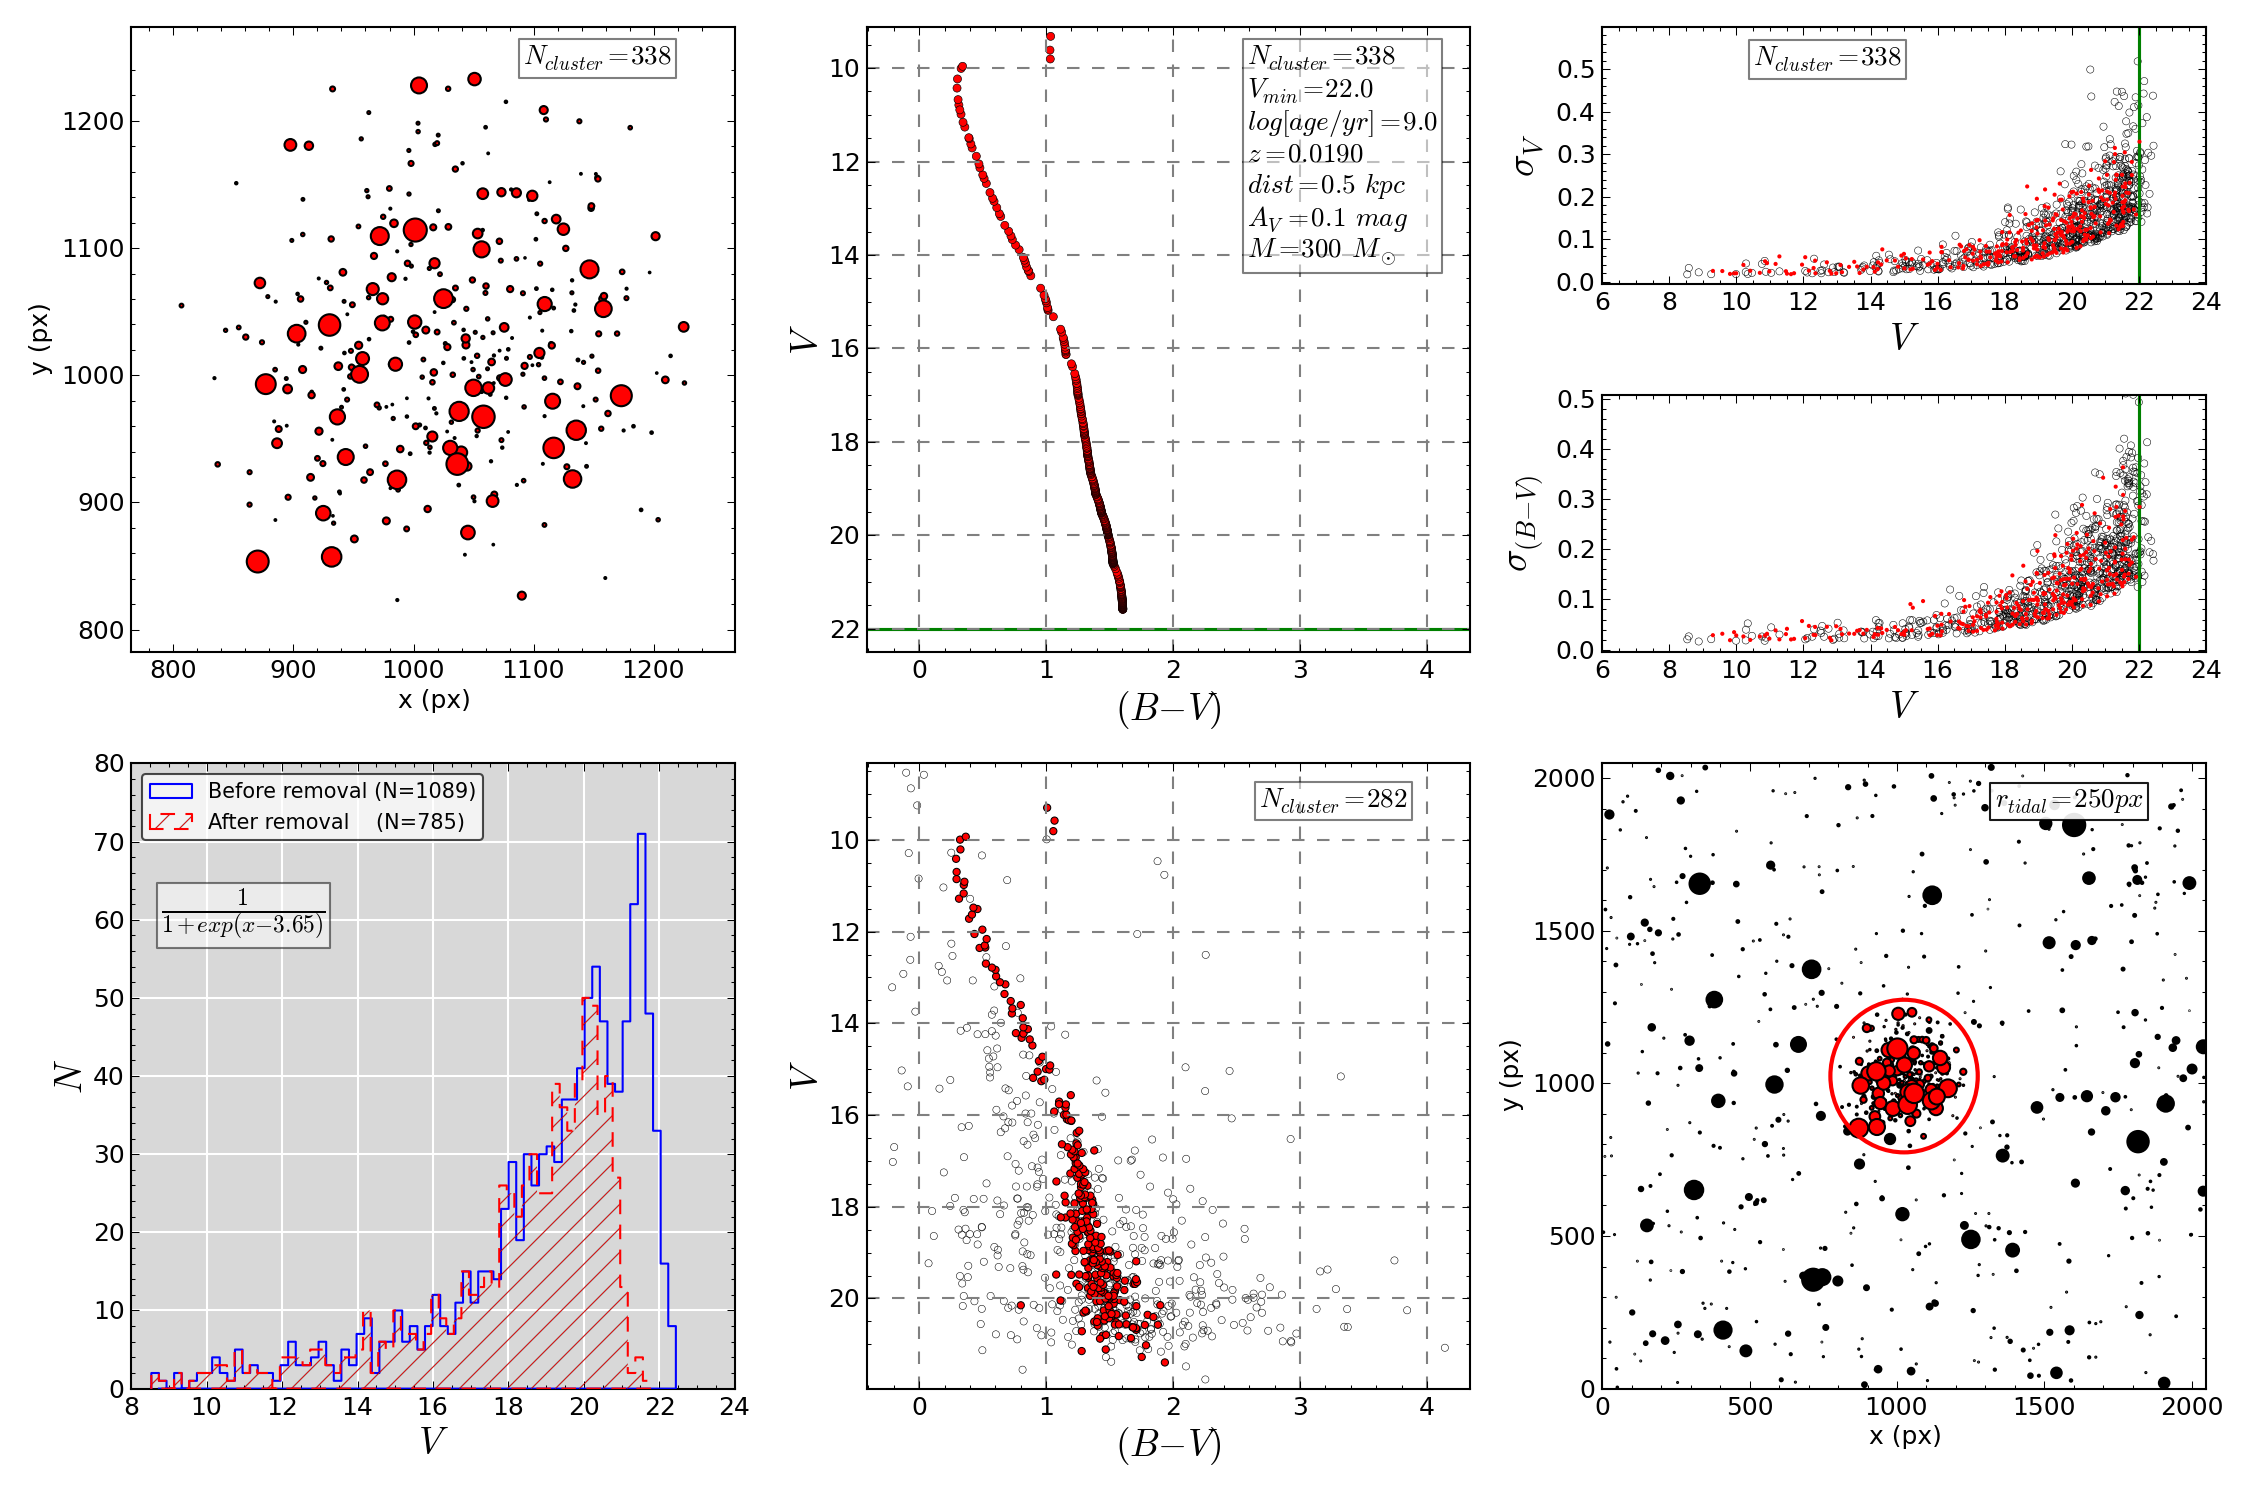 N_cluster=338
1200
1100
1000
900
800
y (px)
800 900 1000 1100 1200
x (px)
N_cluster=338
V_min=22.0
log[age/yr]=9.0
z=0.0190
dist=0.5 kpc
A_V=0.1 mag
M=300 M_⊙
10
12
14
16
18
20
22
V
0 1 2 3 4
(B−V)
N_cluster=338
0.5
0.4
0.3
0.2
0.1
0.0
σ_V
6 8 10 12 14 16 18 20 22 24
V
0.5
0.4
0.3
0.2
0.1
0.0
σ_(B−V)
6 8 10 12 14 16 18 20 22 24
V
80
70
60
50
40
30
20
10
0
N
Before removal (N=1089)
After removal (N=785)
1
1+exp(x−3.65)
8 10 12 14 16 18 20 22 24
V
N_cluster=282
10
12
14
16
18
20
V
0 1 2 3 4
(B−V)
r_tidal=250px
2000
1500
1000
500
0
y (px)
0 500 1000 1500 2000
x (px)